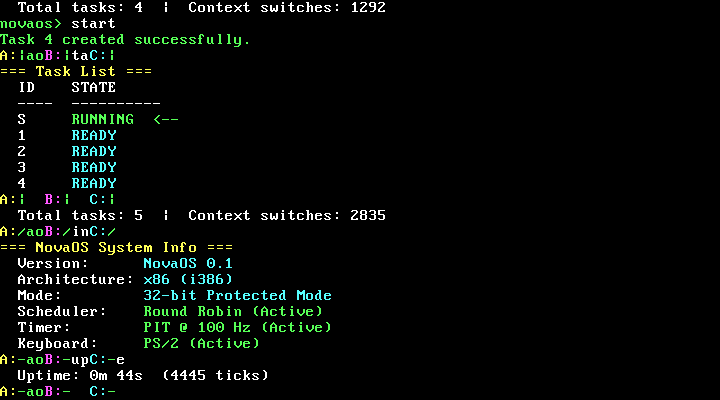 Total tasks: 4  |  Context switches: 1292
novaos> start
Task 4 created successfully.
A:|aoB:|taC:|
=== Task List ===
  ID    STATE
  ----  ----------
  S     RUNNING  <--
  1     READY
  2     READY
  3     READY
  4     READY
A:|  B:|  C:|
  Total tasks: 5  |  Context switches: 2835
A:/aoB:/inC:/
=== NovaOS System Info ===
  Version:      NovaOS 0.1
  Architecture: x86 (i386)
  Mode:         32-bit Protected Mode
  Scheduler:    Round Robin (Active)
  Timer:        PIT @ 100 Hz (Active)
  Keyboard:     PS/2 (Active)
A:-aoB:-upC:-e
  Uptime: 0m 44s  (4445 ticks)
A:-aoB:-  C:-